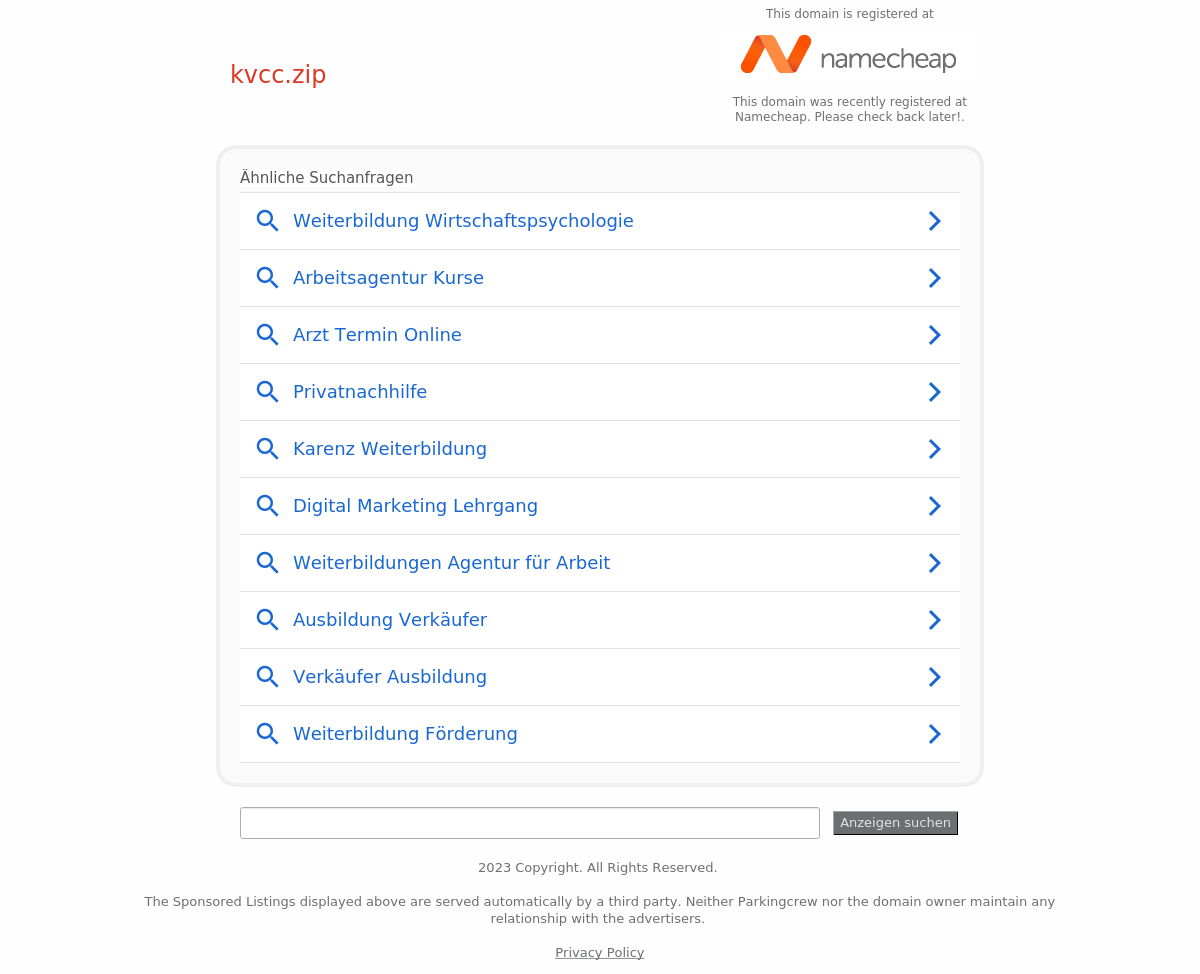 This domain is registered at
namecheap
kvcc.zip
This domain was recently registered at
Namecheap. Please check back later!.
Ähnliche Suchanfragen
Weiterbildung Wirtschaftspsychologie
Arbeitsagentur Kurse
Arzt Termin Online
Privatnachhilfe
Karenz Weiterbildung
Digital Marketing Lehrgang
Weiterbildungen Agentur für Arbeit
Ausbildung Verkäufer
Verkäufer Ausbildung
Weiterbildung Förderung
Anzeigen suchen
2023 Copyright. All Rights Reserved.
The Sponsored Listings displayed above are served automatically by a third party. Neither Parkingcrew nor the domain owner maintain any
relationship with the advertisers.
Privacy Policy